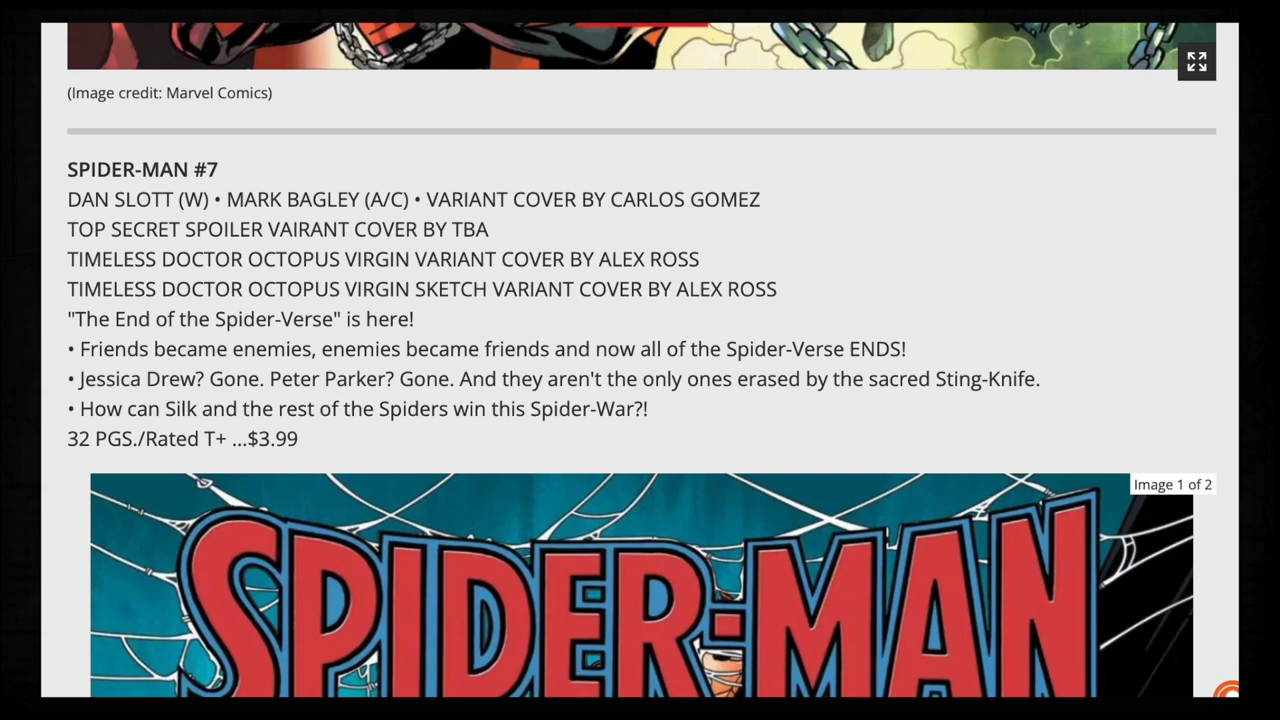 (Image credit: Marvel Comics)
SPIDER-MAN #7
DAN SLOTT (W) • MARK BAGLEY (A/C) • VARIANT COVER BY CARLOS GOMEZ
TOP SECRET SPOILER VAIRANT COVER BY TBA
TIMELESS DOCTOR OCTOPUS VIRGIN VARIANT COVER BY ALEX ROSS
TIMELESS DOCTOR OCTOPUS VIRGIN SKETCH VARIANT COVER BY ALEX ROSS
"The End of the Spider-Verse" is here!
• Friends became enemies, enemies became friends and now all of the Spider-Verse ENDS!
• Jessica Drew? Gone. Peter Parker? Gone. And they aren't the only ones erased by the sacred Sting-Knife.
• How can Silk and the rest of the Spiders win this Spider-War?!
32 PGS./Rated T+ ...$3.99
Image 1 of 2
SPIDER-MAN